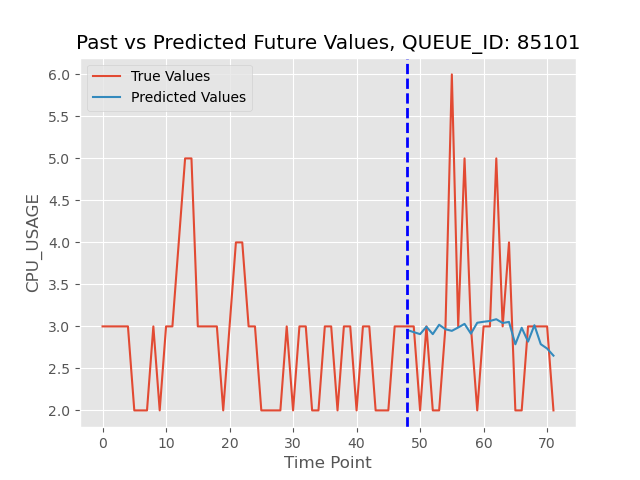 Past vs Predicted Future Values, QUEUE_ID: 85101
True Values
Predicted Values
CPU_USAGE
6.0
5.5
5.0
4.5
4.0
3.5
3.0
2.5
2.0
0 10 20 30 40 50 60 70
Time Point